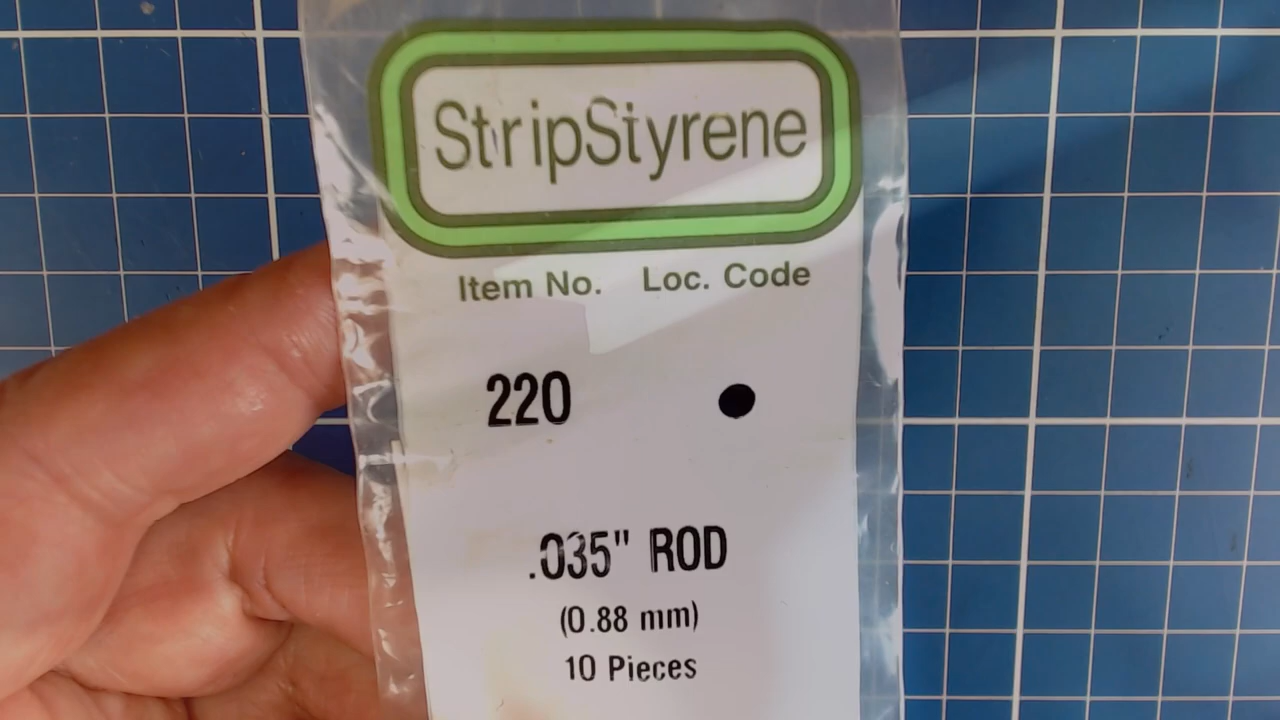 StripStyrene
Item No. Loc. Code
220 ●
.035" ROD
(0.88 mm)
10 Pieces